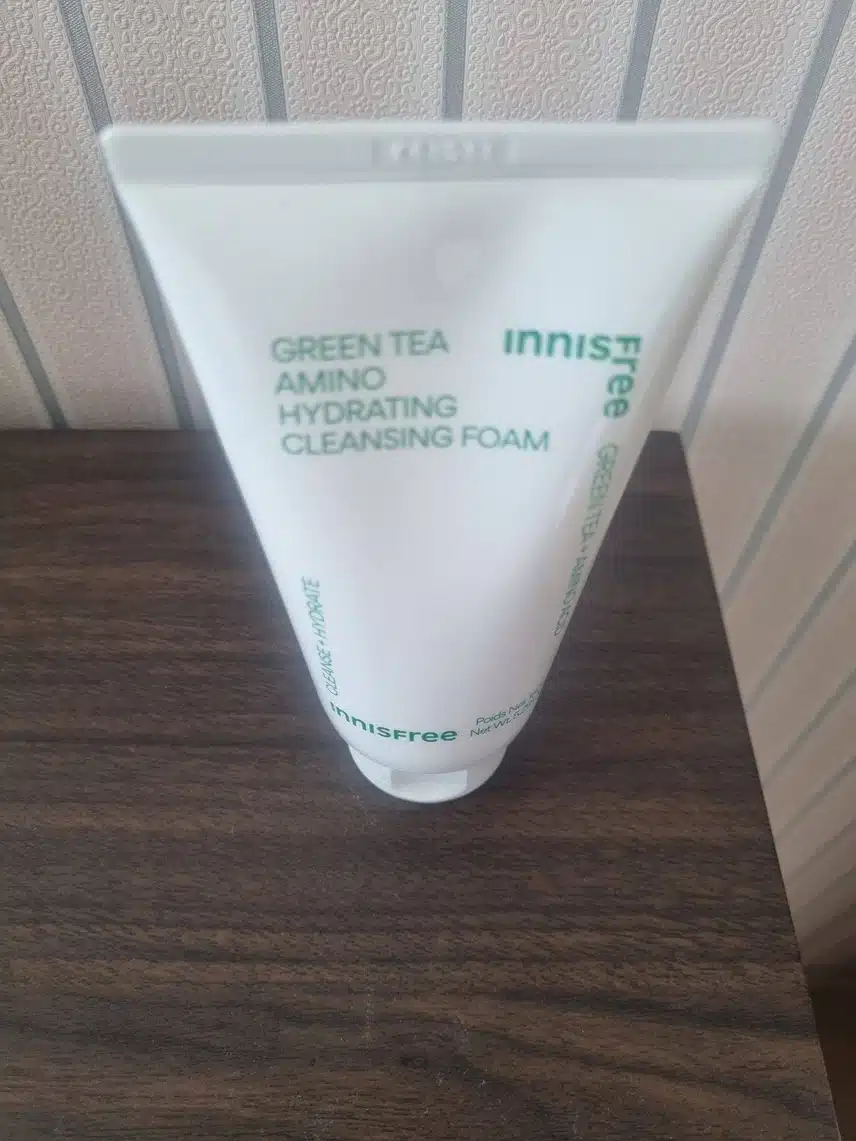 GREEN TEA
AMINO
HYDRATING
CLEANSING FOAM
INNISFree
GREEN TEA + AMINO ACID
CLEANSE + HYDRATE
INNISFree
Poids Net
Net Wt.